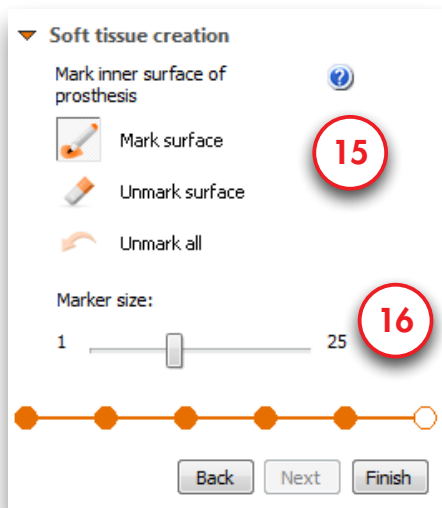 Soft tissue creation
Mark inner surface of
prosthesis
?
Mark surface
15
Unmark surface
Unmark all
Marker size:
16
1
25
Back
Next
Finish